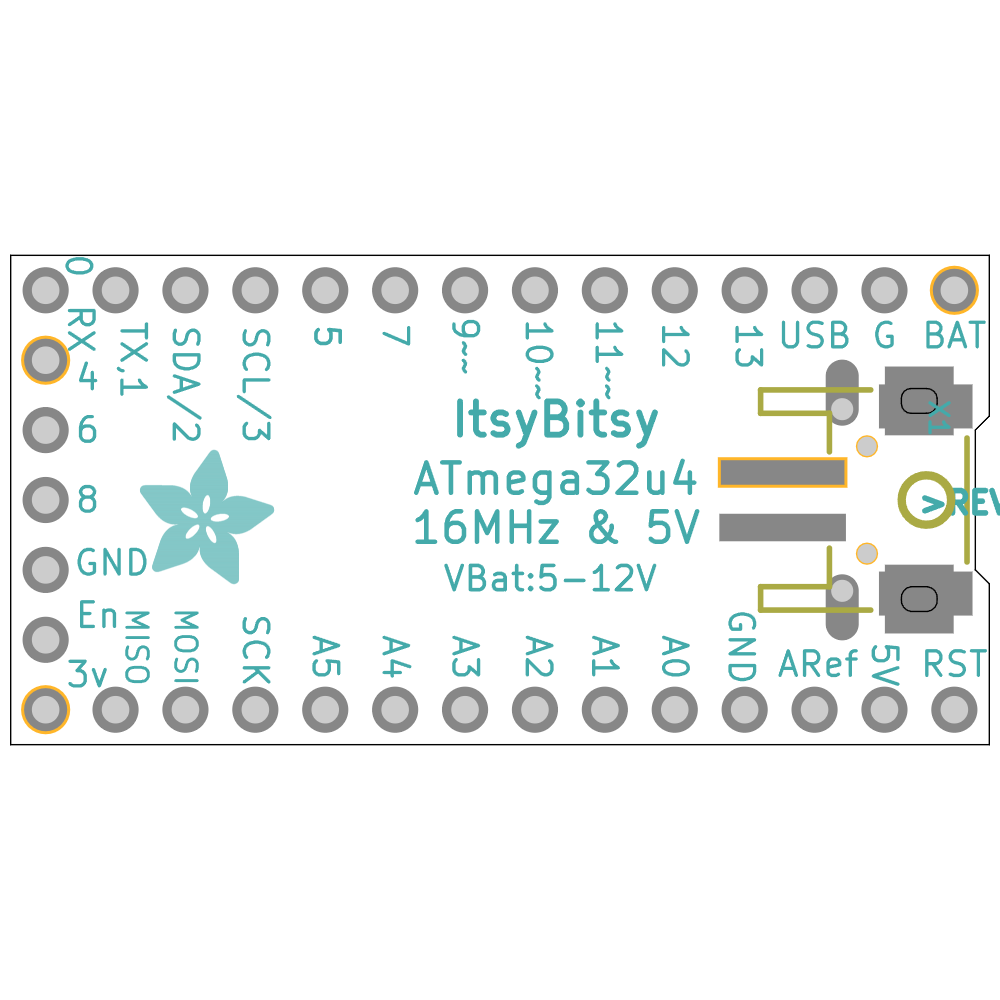 0
RX
TX,1
SDA/2
SCL/3
5
7
9~~
10~~
11~~
12
13
USB
G
BAT
4
6
8
GND
En
3v
X1
ItsyBitsy
ATmega32u4
16MHz & 5V
VBat:5-12V
>REV
MISO
MOSI
SCK
A5
A4
A3
A2
A1
A0
GND
ARef
5V
RST